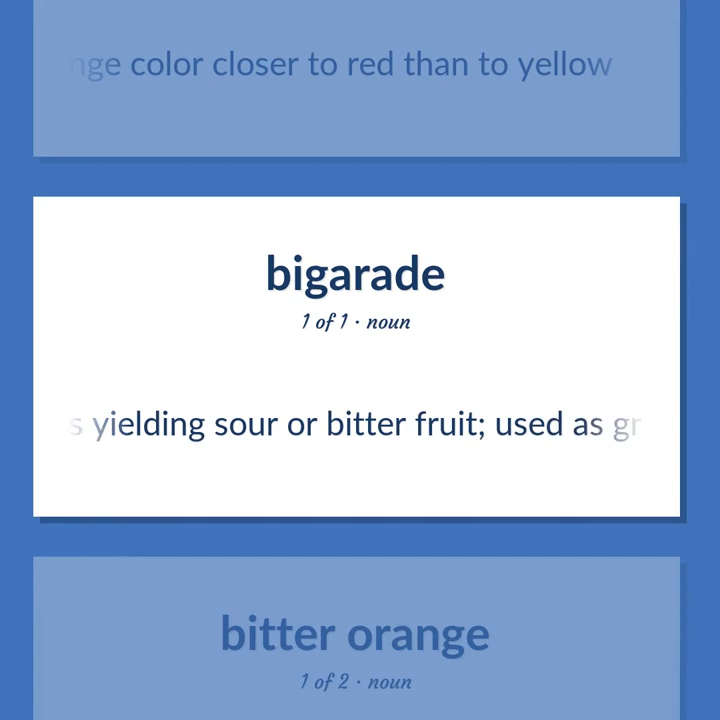 color closer to red than to yellow
bigarade
1 of 1 · noun
yielding sour or bitter fruit; used as
bitter orange
1 of 2 · noun